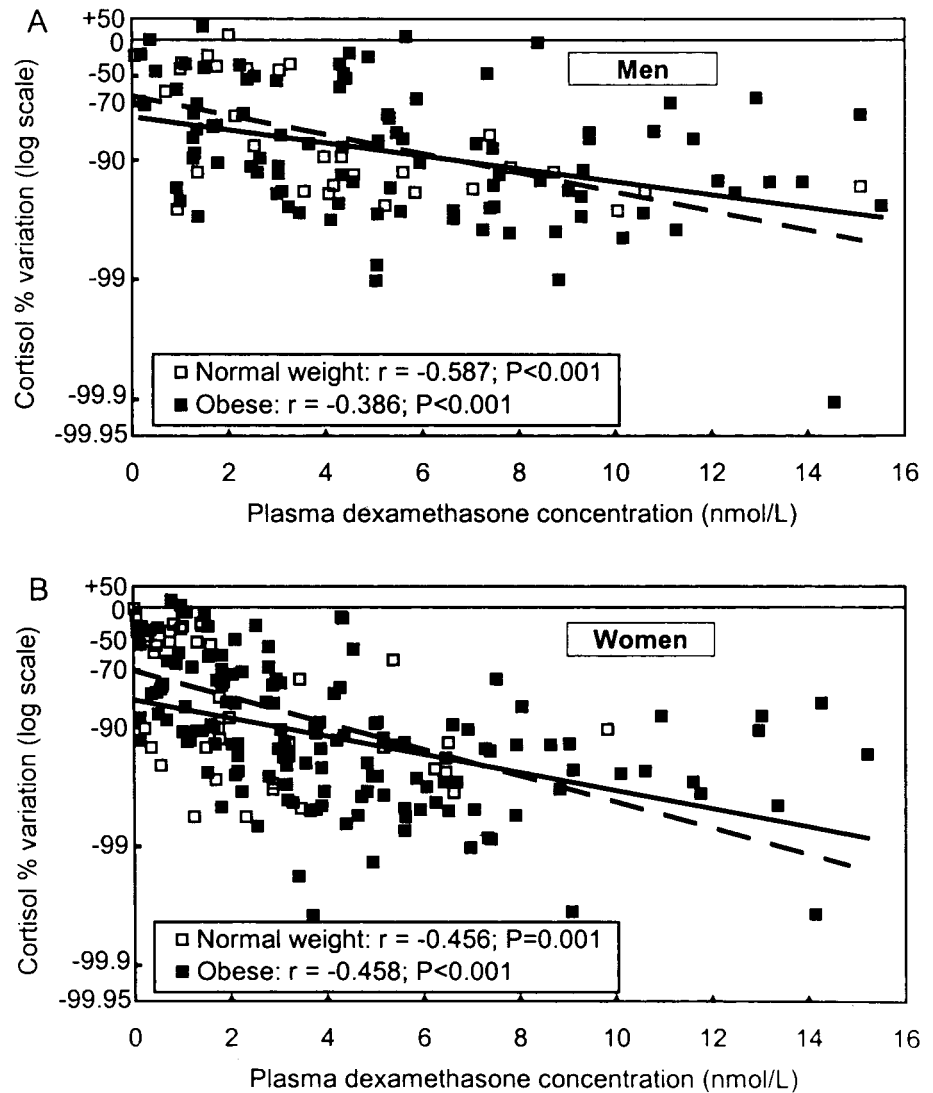 A
Men
Cortisol % variation (log scale)
+50
0
-50
-70
-90
-99
-99.9
-99.95
Normal weight: r = -0.587; P<0.001
Obese: r = -0.386; P<0.001
0 2 4 6 8 10 12 14 16
Plasma dexamethasone concentration (nmol/L)
B
Women
Cortisol % variation (log scale)
+50
0
-50
-70
-90
-99
-99.9
-99.95
Normal weight: r = -0.456; P=0.001
Obese: r = -0.458; P<0.001
0 2 4 6 8 10 12 14 16
Plasma dexamethasone concentration (nmol/L)